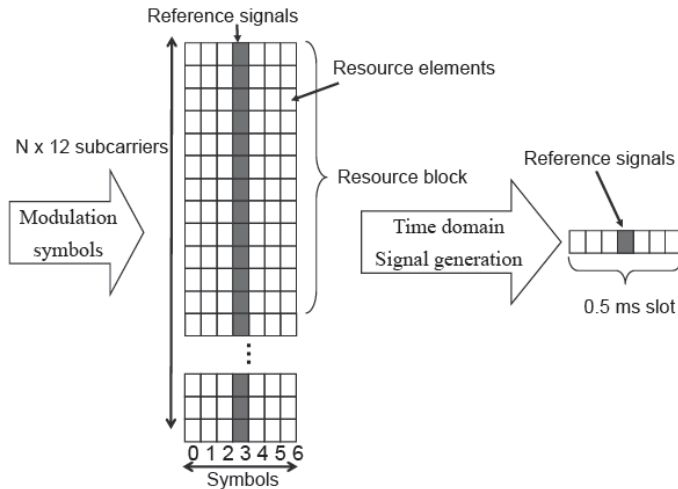 Reference signals
Resource elements
N x 12 subcarriers
Resource block
Reference signals
Modulation
symbols
Time domain
Signal generation
0.5 ms slot
...
0 1 2 3 4 5 6
Symbols